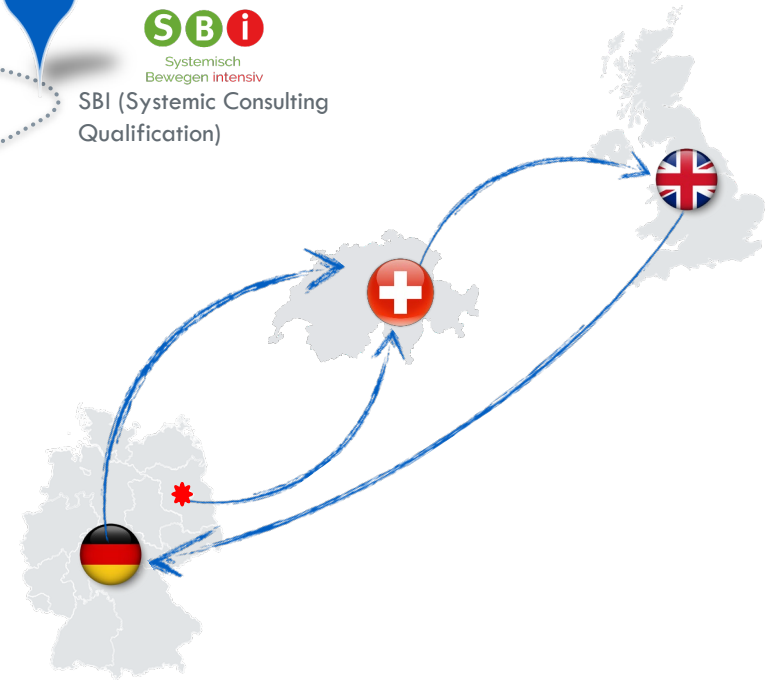 SBi
Systemisch
Bewegen intensiv
SBI (Systemic Consulting
Qualification)